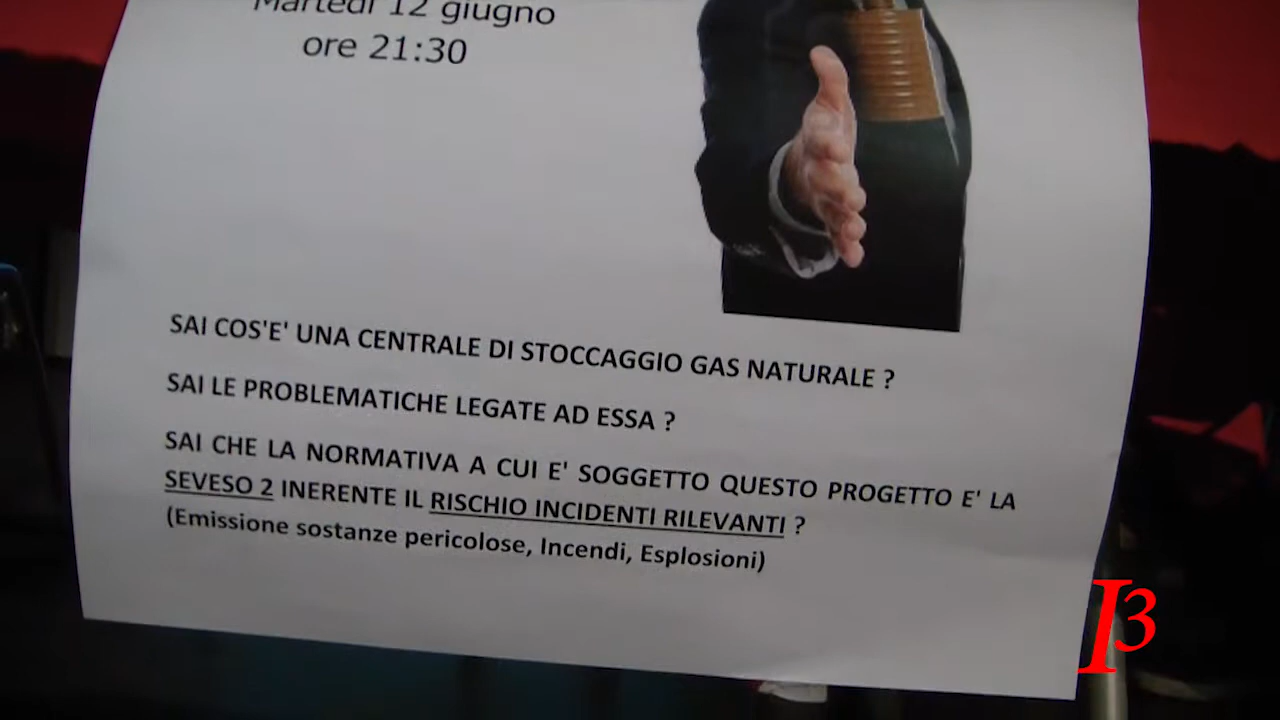 Martedì 12 giugno
ore 21:30
SAI COS'E' UNA CENTRALE DI STOCCAGGIO GAS NATURALE ?
SAI LE PROBLEMATICHE LEGATE AD ESSA ?
SAI CHE LA NORMATIVA A CUI E' SOGGETTO QUESTO PROGETTO E' LA
SEVESO 2 INERENTE IL RISCHIO INCIDENTI RILEVANTI ?
(Emissione sostanze pericolose, Incendi, Esplosioni)
I3